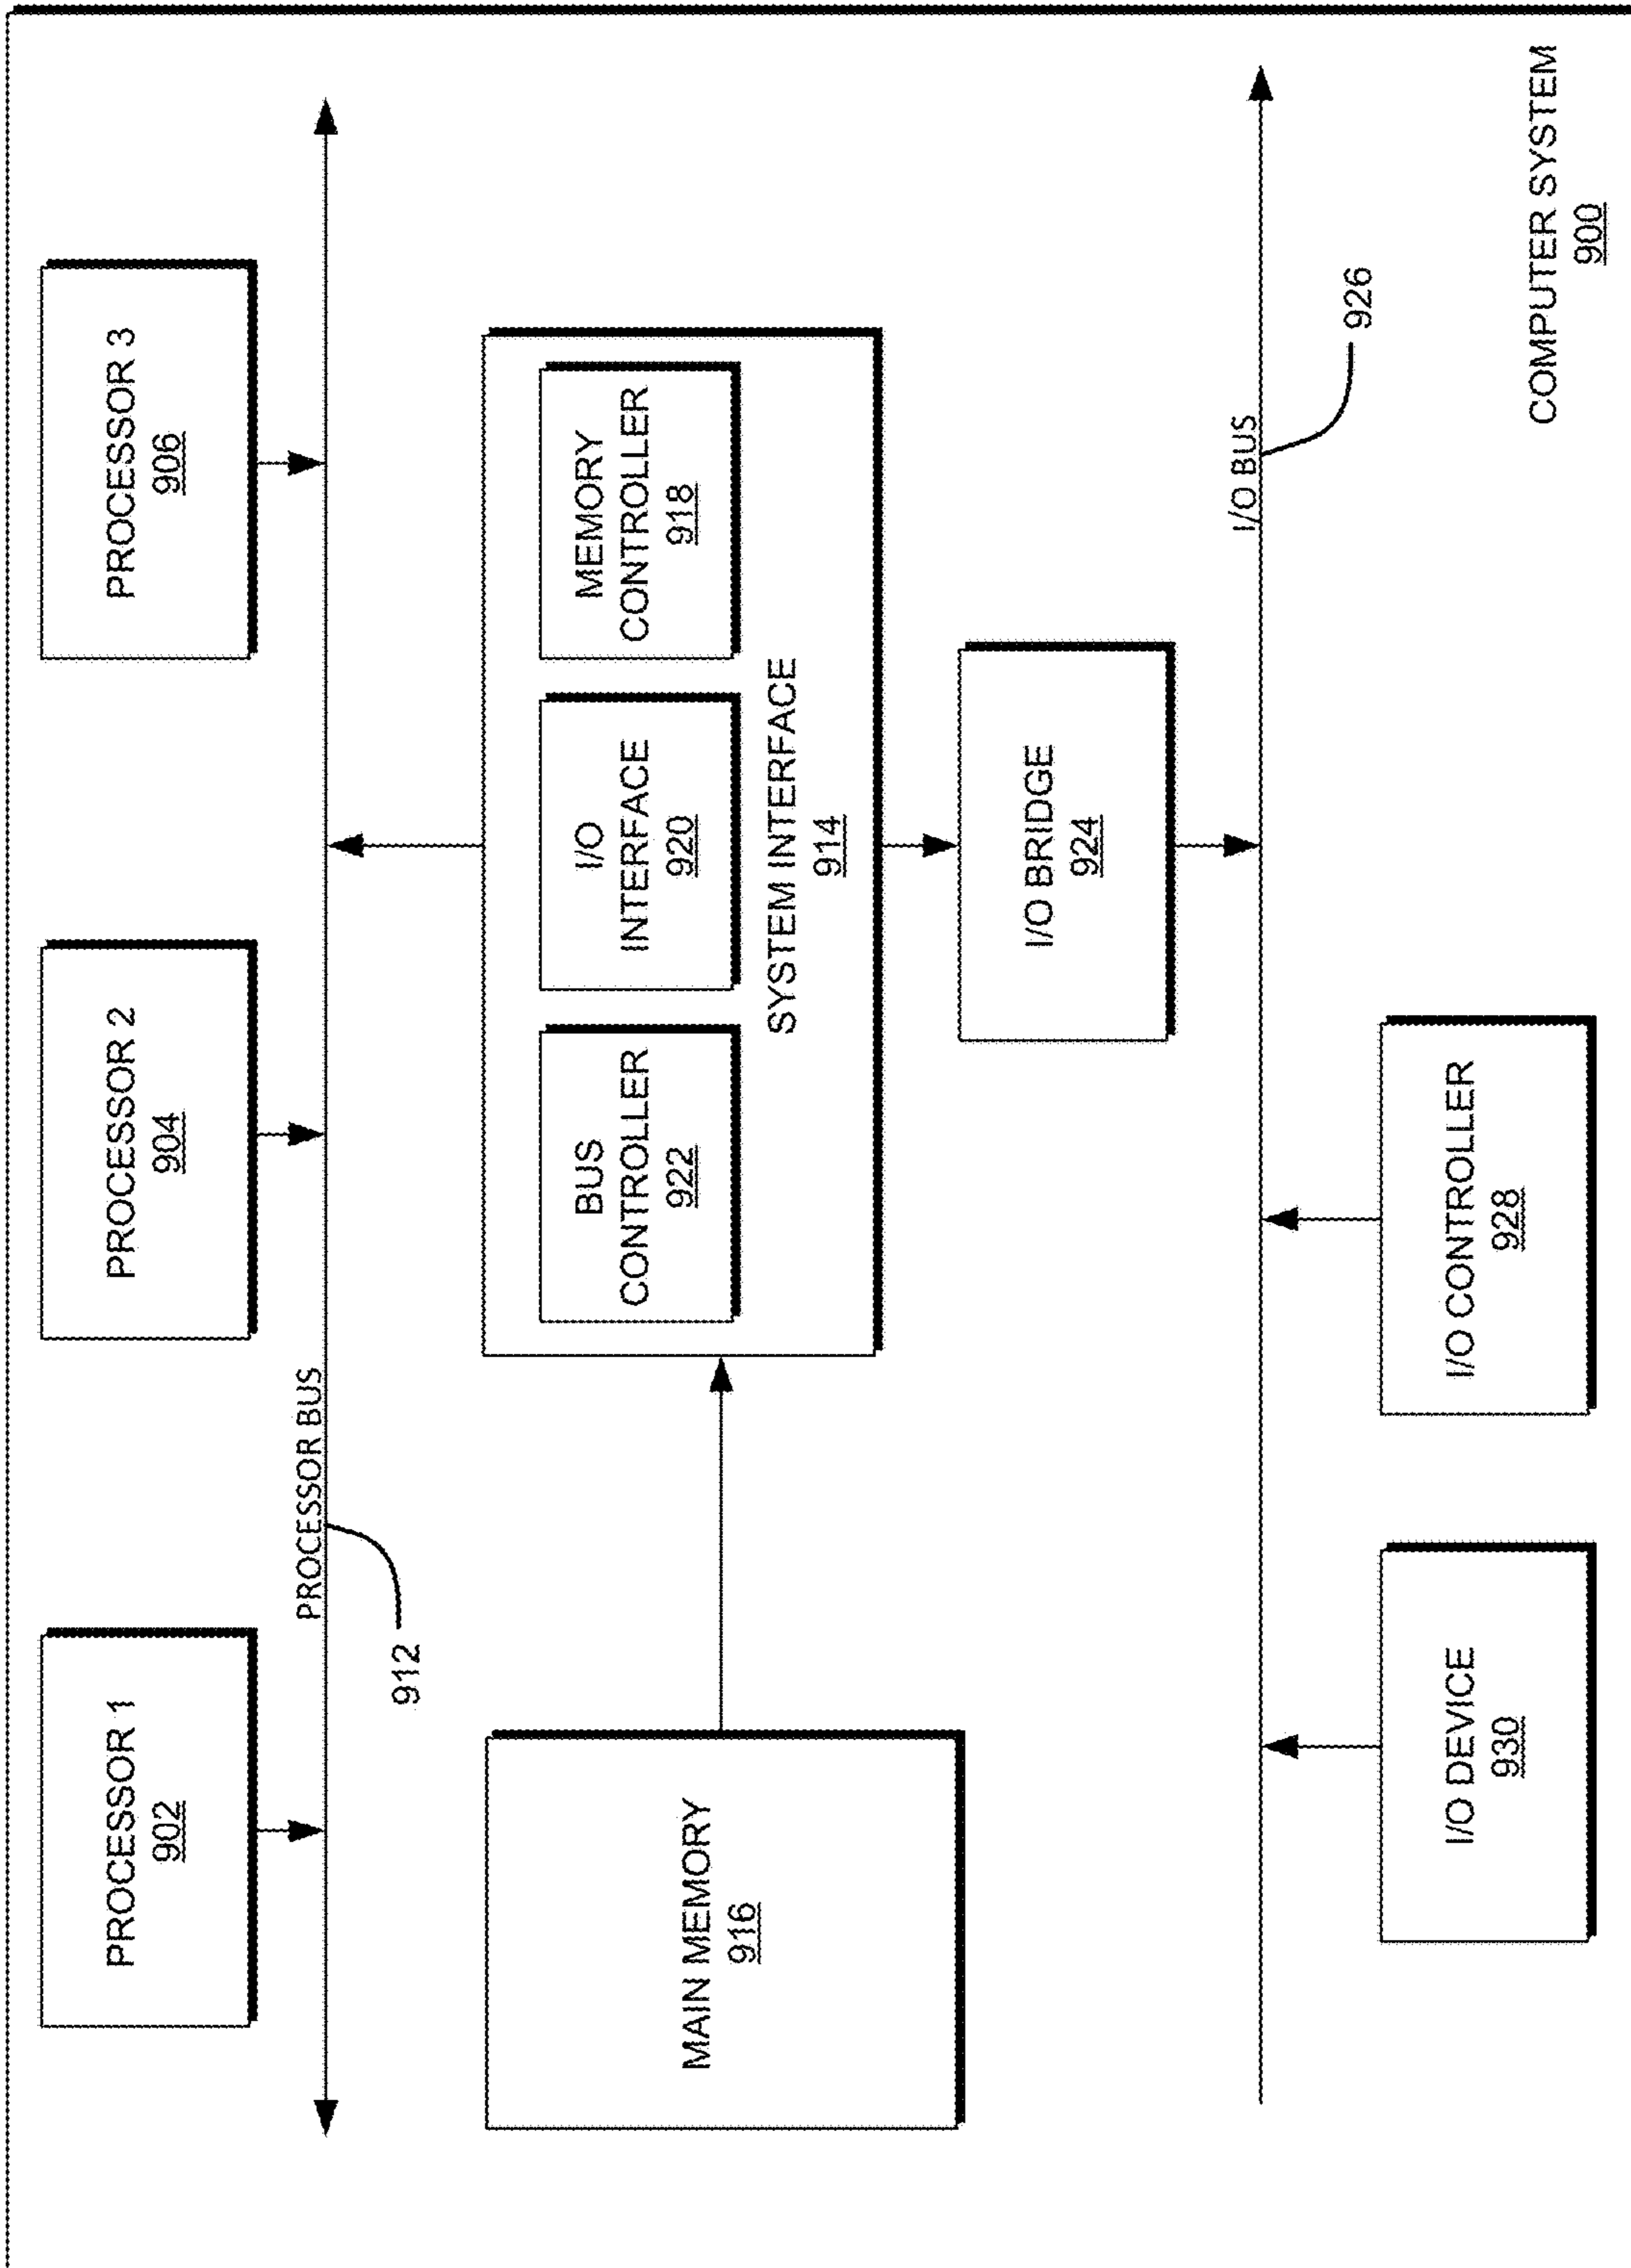 PROCESSOR 1
902
PROCESSOR 2
904
PROCESSOR 3
906
PROCESSOR BUS
912
MAIN MEMORY
916
BUS
CONTROLLER
922
I/O
INTERFACE
920
MEMORY
CONTROLLER
918
SYSTEM INTERFACE
914
I/O BRIDGE
924
I/O BUS
926
I/O DEVICE
930
I/O CONTROLLER
928
COMPUTER SYSTEM
900